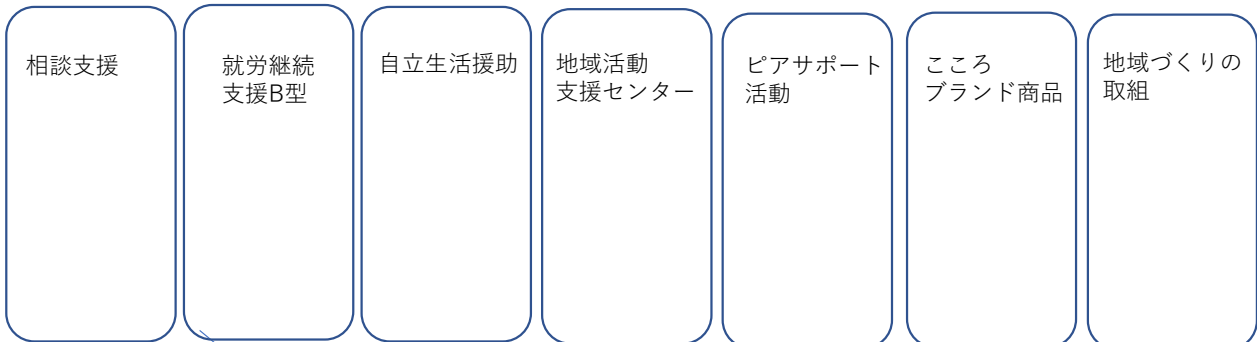 相談支援
就労継続
支援B型
自立生活援助
地域活動
支援センター
ピアサポート
活動
こころ
ブランド商品
地域づくりの
取組